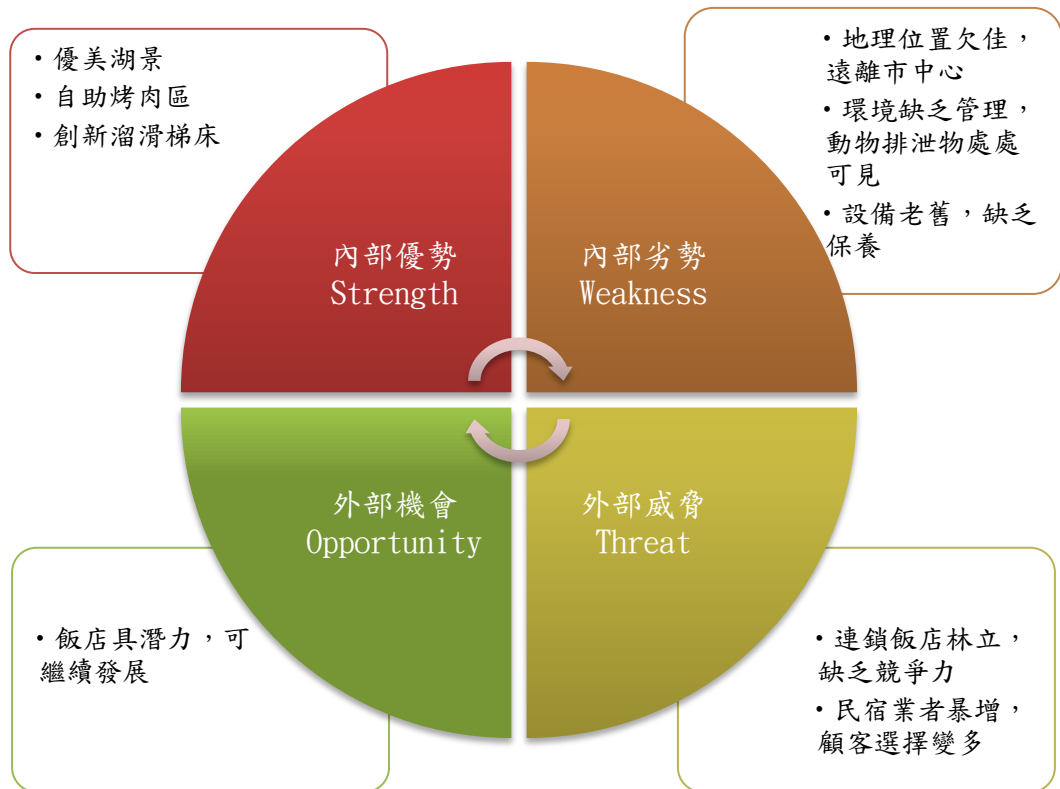 •優美湖景
•自助烤肉區
•創新溜滑梯床
•地理位置欠佳，
遠離市中心
•環境缺乏管理，
動物排泄物處處
可見
•設備老舊，缺乏
保養
內部優勢
Strength
內部劣勢
Weakness
外部機會
Opportunity
外部威脅
Threat
•飯店具潛力，可
繼續發展
•連鎖飯店林立，
缺乏競爭力
•民宿業者暴增，
顧客選擇變多